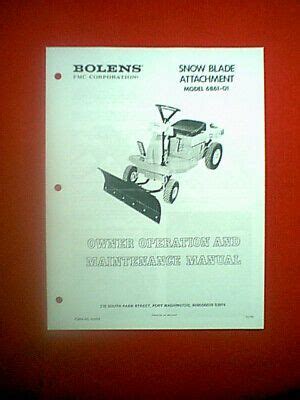 BOLENS
FMC CORPORATION
SNOW BLADE
ATTACHMENT
MODEL 6861-01
OWNER OPERATION AND
MAINTENANCE MANUAL
215 SOUTH PARK STREET, PORT WASHINGTON, WISCONSIN 53074